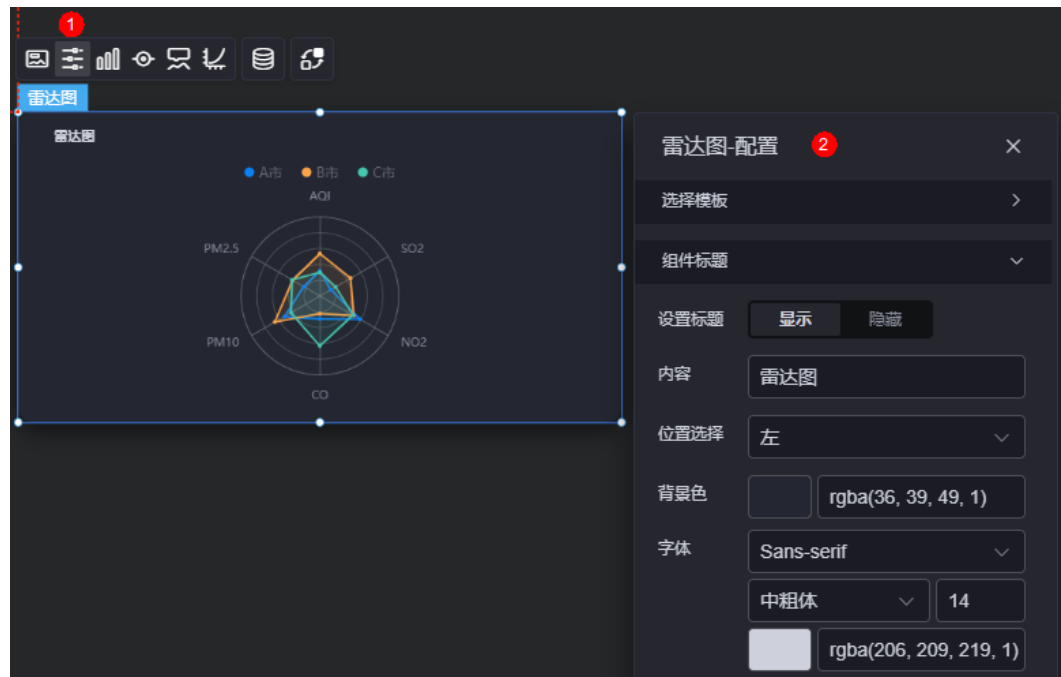 1
雷达图
雷达图
A市 B市 C市
AQI
PM2.5
SO2
PM10
NO2
CO
雷达图-配置 2
选择模板
组件标题
设置标题 显示 隐藏
内容 雷达图
位置选择 左
背景色 rgba(36, 39, 49, 1)
字体 Sans-serif
中粗体 14
rgba(206, 209, 219, 1)